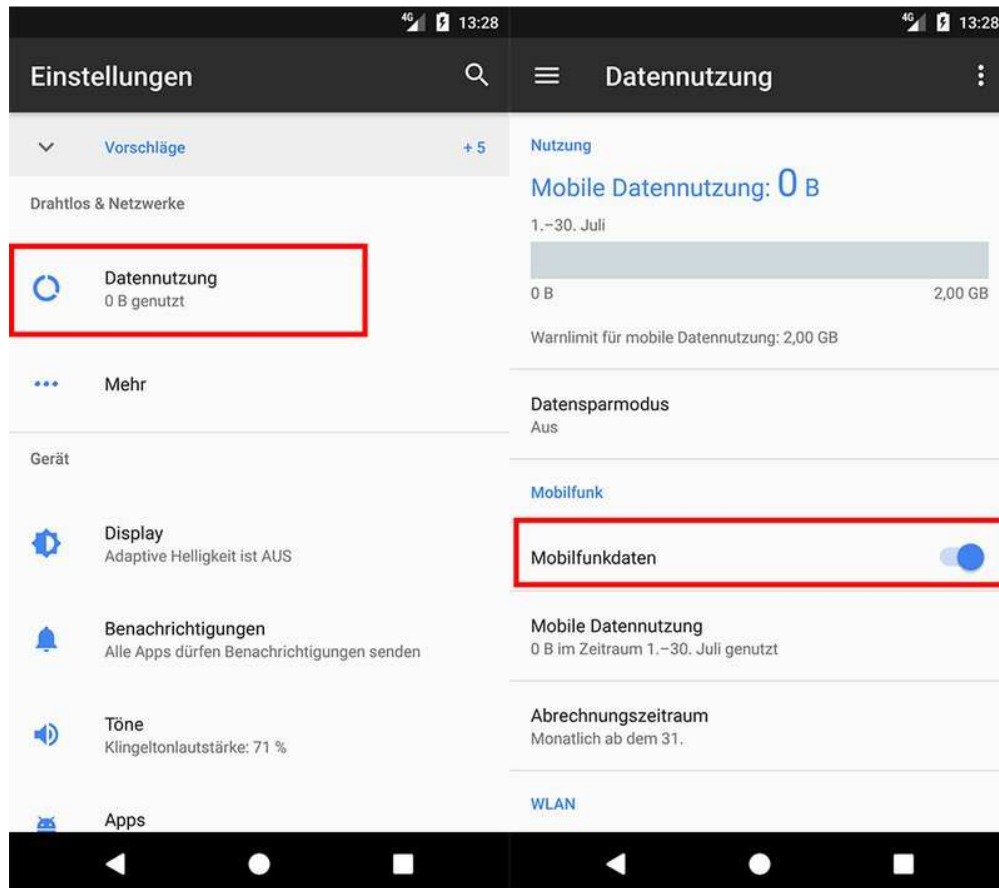 4G 13:28
Einstellungen
Vorschläge + 5
Drahtlos & Netzwerke
Datennutzung
0 B genutzt
Mehr
Gerät
Display
Adaptive Helligkeit ist AUS
Benachrichtigungen
Alle Apps dürfen Benachrichtigungen senden
Töne
Klingeltonlautstärke: 71 %
Apps
4G 13:28
Datennutzung
Nutzung
Mobile Datennutzung: 0 B
1.–30. Juli
0 B 2,00 GB
Warnlimit für mobile Datennutzung: 2,00 GB
Datensparmodus
Aus
Mobilfunk
Mobilfunkdaten
Mobile Datennutzung
0 B im Zeitraum 1.–30. Juli genutzt
Abrechnungszeitraum
Monatlich ab dem 31.
WLAN